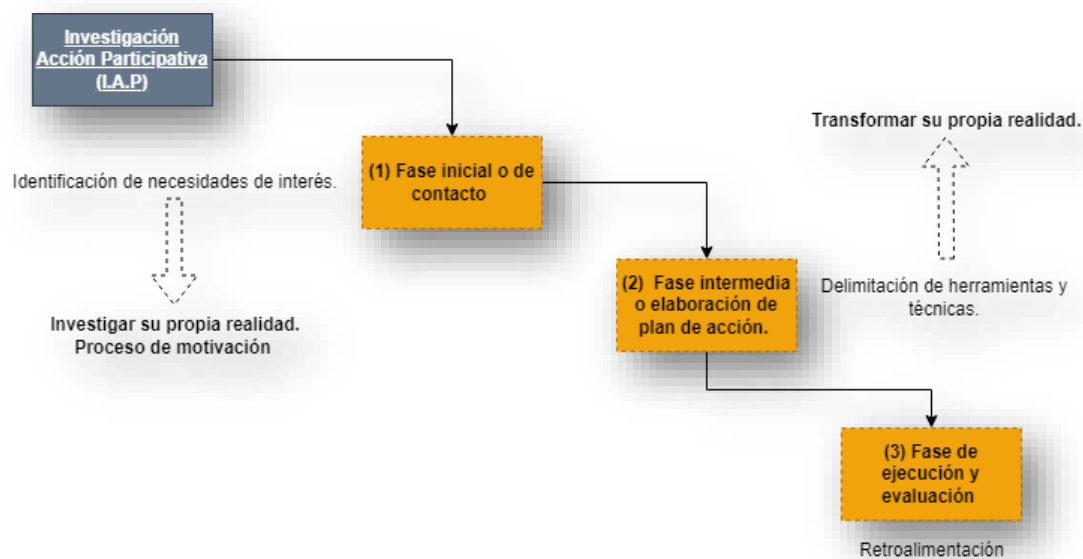 Investigación
Acción Participativa
(I.A.P)
(1) Fase inicial o de
contacto
Identificación de necesidades de interés.
Investigar su propia realidad.
Proceso de motivación
(2) Fase intermedia
o elaboración de
plan de acción.
Transformar su propia realidad.
Delimitación de herramientas y
técnicas.
(3) Fase de
ejecución y
evaluación
Retroalimentación